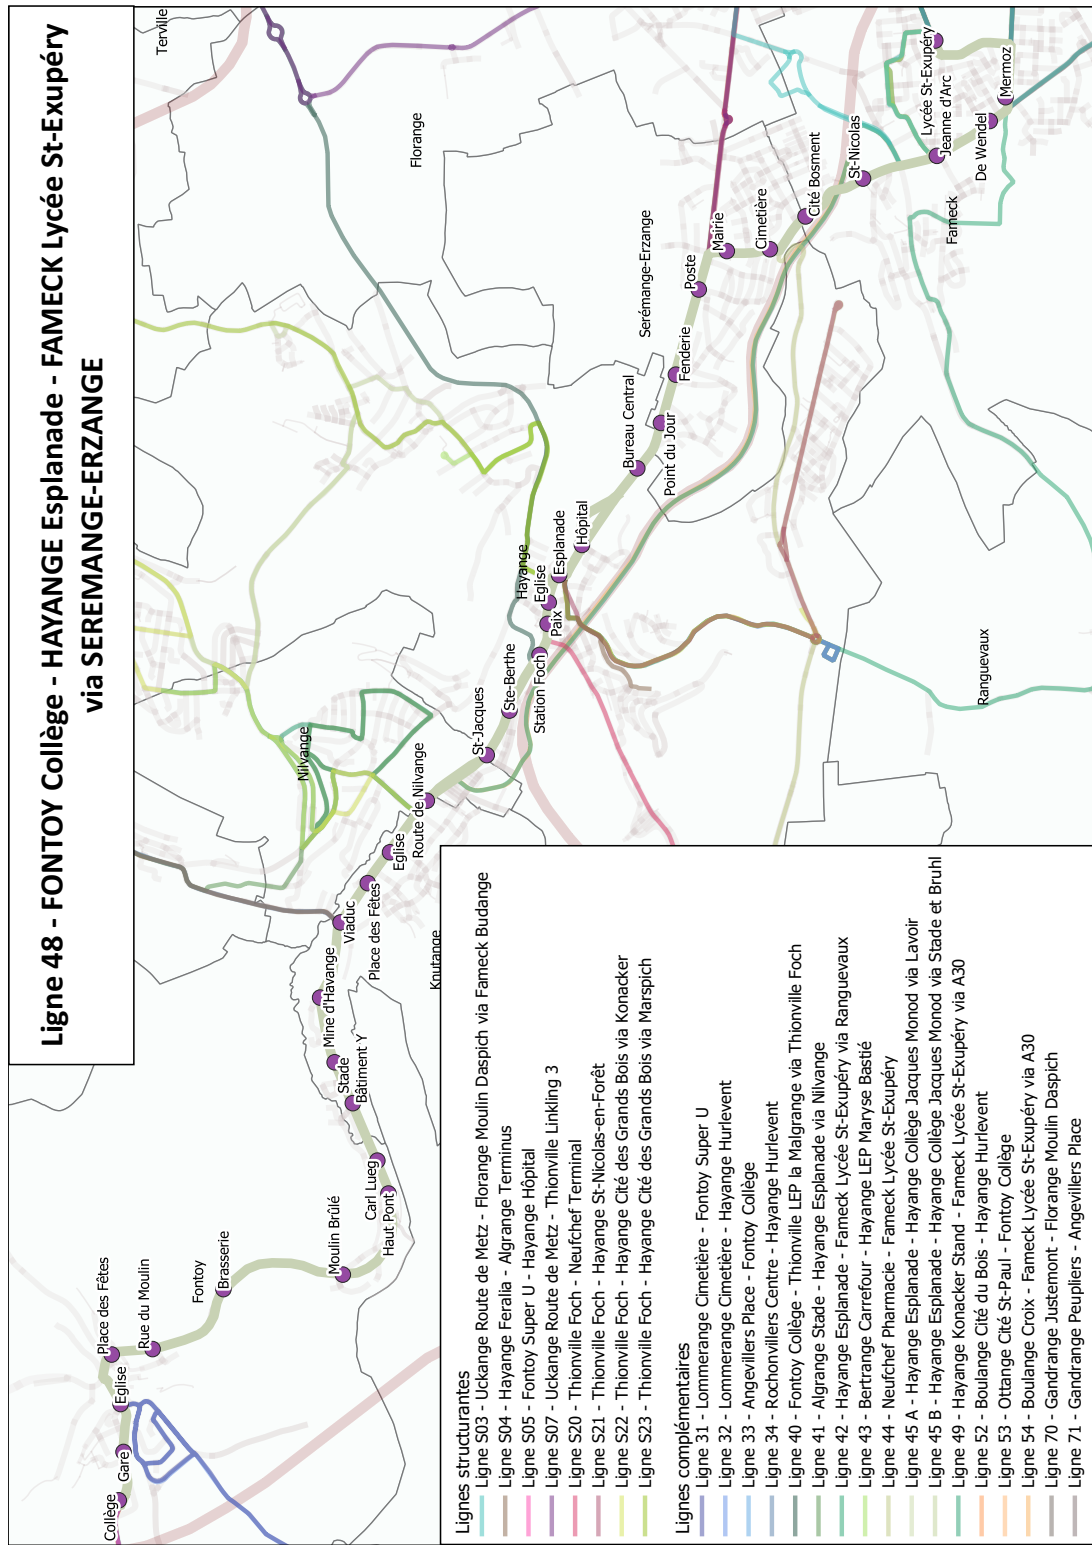 Ligne 48 - FONTOY Collège - HAYANGE Esplanade - FAMECK Lycée St-Exupéry
via SEREMANGE-ERZANGE
Collège
Gare
Eglise
Place des Fêtes
Rue du Moulin
Fontoy
Brasserie
Moulin Brûlé
Haut Pont
Carl Lueg
Bâtiment Y
Stade
Mine d'Havange
Viaduc
Place des Fêtes
Knutange
Eglise
Route de Nilvange
Nilvange
St-Jacques
Ste-Berthe
Station Foch
Paix
Eglise
Hayange
Esplanade
Hôpital
Bureau Central
Point du Jour
Fenderie
Serémange-Erzange
Poste
Mairie
Cimetière
Cité Bosment
St-Nicolas
Florange
Terville
Lycée St-Exupéry
Jeanne d'Arc
De Wendel
Mermoz
Fameck
Ranguevaux
Lignes structurantes
Ligne S03 - Uckange Route de Metz - Florange Moulin Daspich via Fameck Budange
Ligne S04 - Hayange Feralia - Algrange Terminus
Ligne S05 - Fontoy Super U - Hayange Hôpital
Ligne S07 - Uckange Route de Metz - Thionville Linkling 3
Ligne S20 - Thionville Foch - Neufchef Terminal
Ligne S21 - Thionville Foch - Hayange St-Nicolas-en-Forêt
Ligne S22 - Thionville Foch - Hayange Cité des Grands Bois via Konacker
Ligne S23 - Thionville Foch - Hayange Cité des Grands Bois via Marspich
Lignes complémentaires
Ligne 31 - Lommerange Cimetière - Fontoy Super U
Ligne 32 - Lommerange Cimetière - Hayange Hurlevent
Ligne 33 - Angevillers Place - Fontoy Collège
Ligne 34 - Rochonvillers Centre - Hayange Hurlevent
Ligne 40 - Fontoy Collège - Thionville LEP la Malgrange via Thionville Foch
Ligne 41 - Algrange Stade - Hayange Esplanade via Nilvange
Ligne 42 - Hayange Esplanade - Fameck Lycée St-Exupéry via Ranguevaux
Ligne 43 - Bertrange Carrefour - Hayange LEP Maryse Bastié
Ligne 44 - Neufchef Pharmacie - Fameck Lycée St-Exupéry
Ligne 45 A - Hayange Esplanade - Hayange Collège Jacques Monod via Lavoir
Ligne 45 B - Hayange Esplanade - Hayange Collège Jacques Monod via Stade et Bruhl
Ligne 49 - Hayange Konacker Stand - Fameck Lycée St-Exupéry via A30
Ligne 52 - Boulange Cité du Bois - Hayange Hurlevent
Ligne 53 - Ottange Cité St-Paul - Fontoy Collège
Ligne 54 - Boulange Croix - Fameck Lycée St-Exupéry via A30
Ligne 70 - Gandrange Justemont - Florange Moulin Daspich
Ligne 71 - Gandrange Peupliers - Angevillers Place